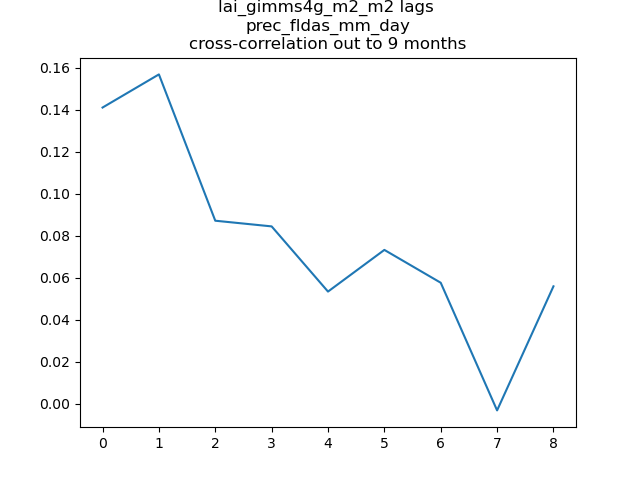 lai_gimms4g_m2_m2 lags
prec_fldas_mm_day
cross-correlation out to 9 months
0.16
0.14
0.12
0.10
0.08
0.06
0.04
0.02
0.00
0 1 2 3 4 5 6 7 8